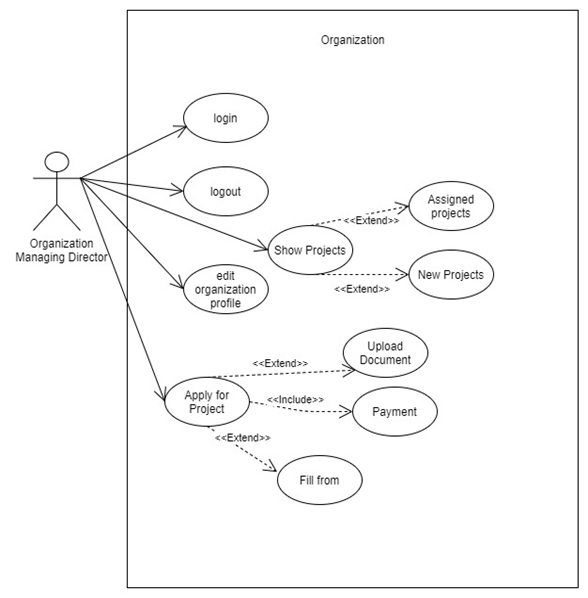 Organization
login
logout
Organization
Managing Director
Assigned
projects
<<Extend>>
Show Projects
New Projects
<<Extend>>
edit
organization
profile
Upload
Document
<<Extend>>
Apply for
Project
<<Include>>
Payment
<<Extend>>
Fill from